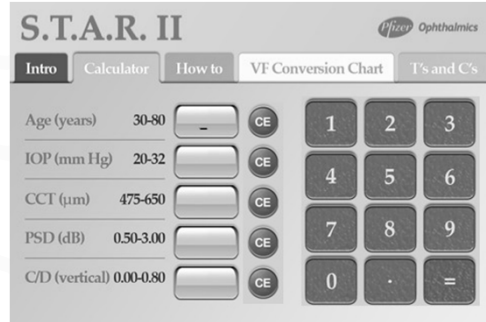 S.T.A.R. II
Pfizer Ophthalmics
Intro Calculator How to VF Conversion Chart T's and C's
Age (years) 30-80 _ CE 1 2 3
IOP (mm Hg) 20-32 CE 4 5 6
CCT (μm) 475-650 CE 7 8 9
PSD (dB) 0.50-3.00 CE 0 . =
C/D (vertical) 0.00-0.80 CE